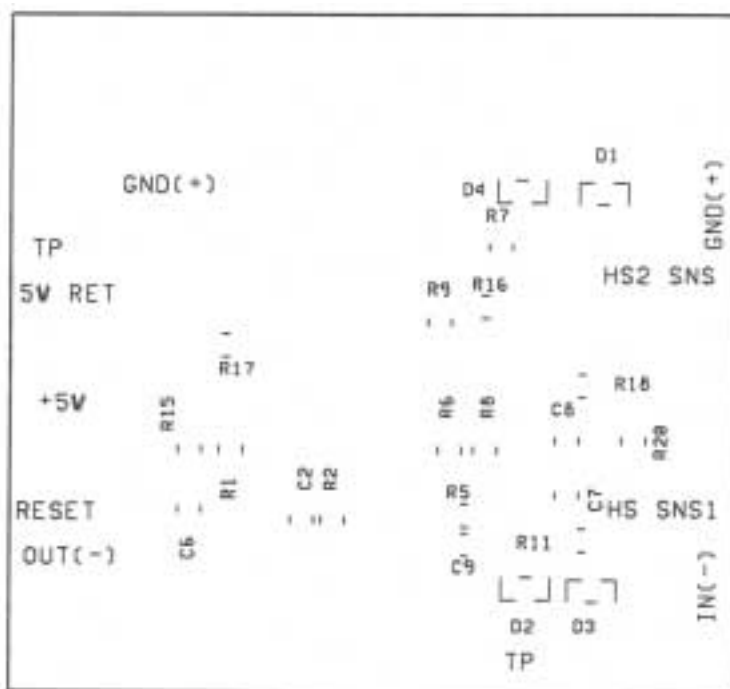 D1
GND(+)
D4
GND(+)
R7
TP
HS2 SNS
5V RET
R9
R16
R17
R18
+5V
R15
R6
R8
C8
R20
R1
C2
R2
R5
C7
RESET
HS SNS1
C6
R11
OUT(-)
C9
IN(-)
D2
D3
TP